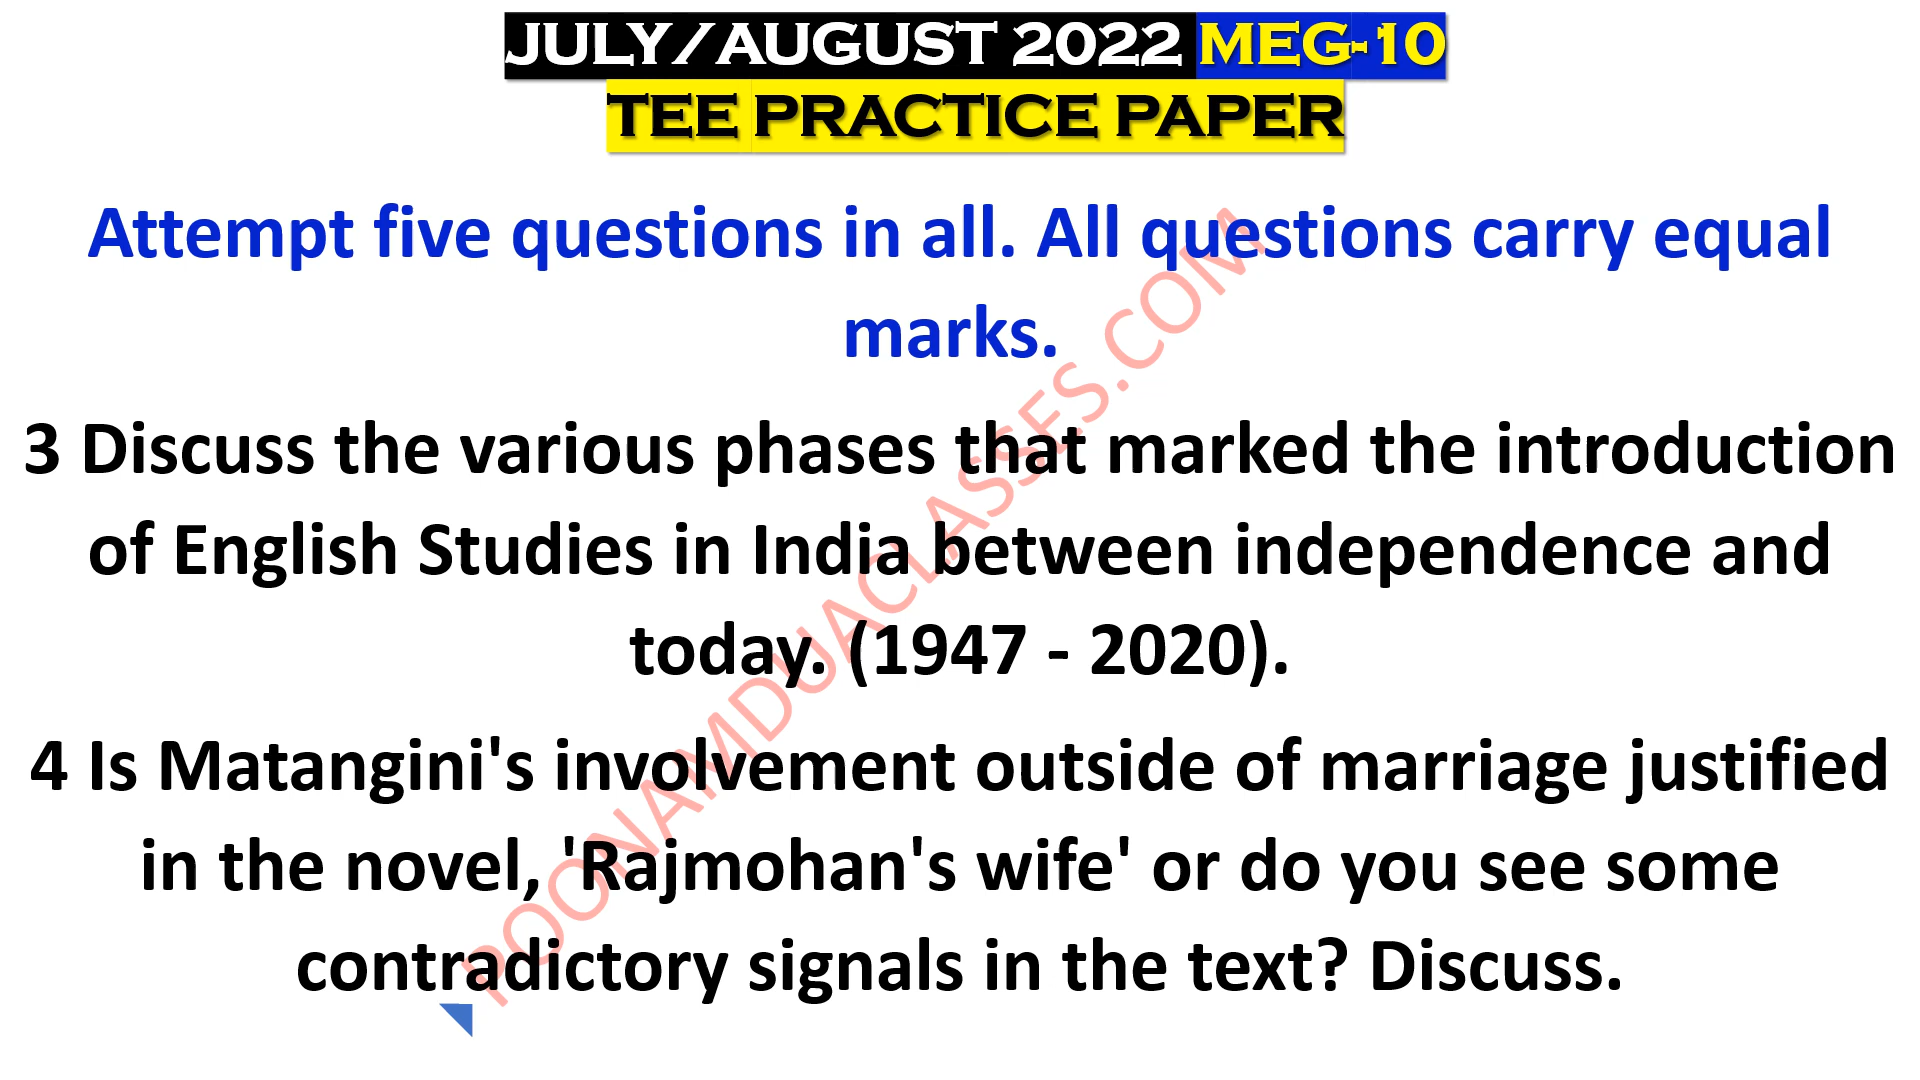 JULY/AUGUST 2022 MEG-10
TEE PRACTICE PAPER
Attempt five questions in all. All questions carry equal
marks.
3 Discuss the various phases that marked the introduction
of English Studies in India between independence and
today. (1947 - 2020).
4 Is Matangini's involvement outside of marriage justified
in the novel, 'Rajmohan's wife' or do you see some
contradictory signals in the text? Discuss.
POONAMDUACLASSES.COM